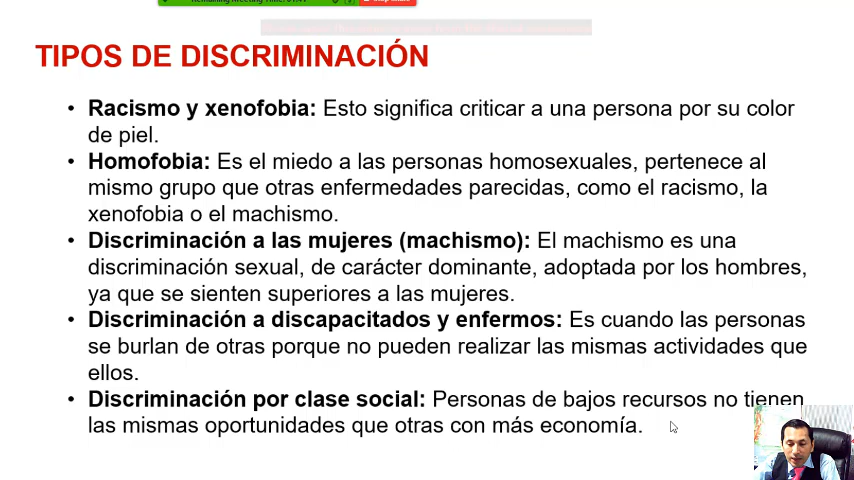 TIPOS DE DISCRIMINACIÓN
• Racismo y xenofobia: Esto significa criticar a una persona por su color
de piel.
• Homofobia: Es el miedo a las personas homosexuales, pertenece al
mismo grupo que otras enfermedades parecidas, como el racismo, la
xenofobia o el machismo.
• Discriminación a las mujeres (machismo): El machismo es una
discriminación sexual, de carácter dominante, adoptada por los hombres,
ya que se sienten superiores a las mujeres.
• Discriminación a discapacitados y enfermos: Es cuando las personas
se burlan de otras porque no pueden realizar las mismas actividades que
ellos.
• Discriminación por clase social: Personas de bajos recursos no tienen
las mismas oportunidades que otras con más economía.